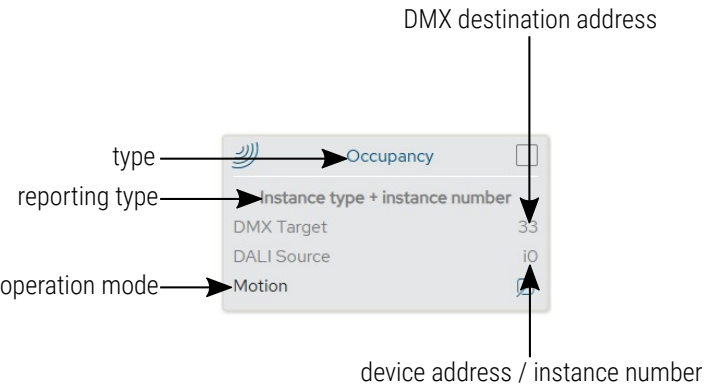 DMX destination address
type
Occupancy
reporting type
Instance type + instance number
DMX Target 33
DALI Source i0
operation mode
Motion
device address / instance number